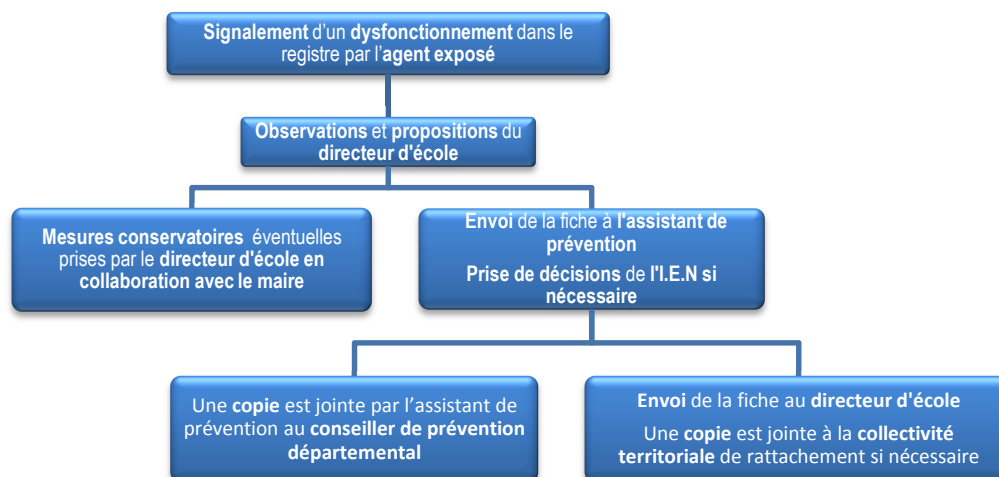 Signalement d'un dysfonctionnement dans le
registre par l'agent exposé
Observations et propositions du
directeur d'école
Mesures conservatoires éventuelles
prises par le directeur d'école en
collaboration avec le maire
Envoi de la fiche à l'assistant de
prévention
Prise de décisions de l'I.E.N si
nécessaire
Une copie est jointe par l'assistant de
prévention au conseiller de prévention
départemental
Envoi de la fiche au directeur d'école
Une copie est jointe à la collectivité
territoriale de rattachement si nécessaire